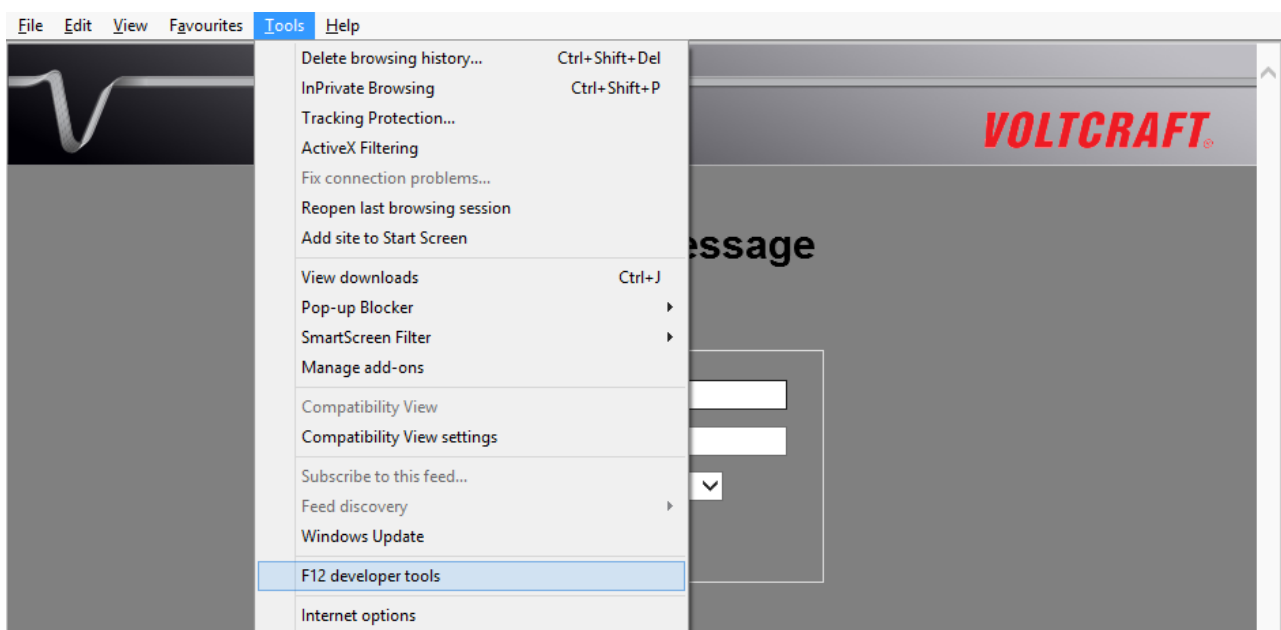 File Edit View Favourites Tools Help
Delete browsing history... Ctrl+Shift+Del
InPrivate Browsing Ctrl+Shift+P
Tracking Protection...
VOLTCRAFT®
ActiveX Filtering
Fix connection problems...
Reopen last browsing session
Add site to Start Screen
essage
View downloads Ctrl+J
Pop-up Blocker
SmartScreen Filter
Manage add-ons
Compatibility View
Compatibility View settings
Subscribe to this feed...
Feed discovery
Windows Update
F12 developer tools
Internet options